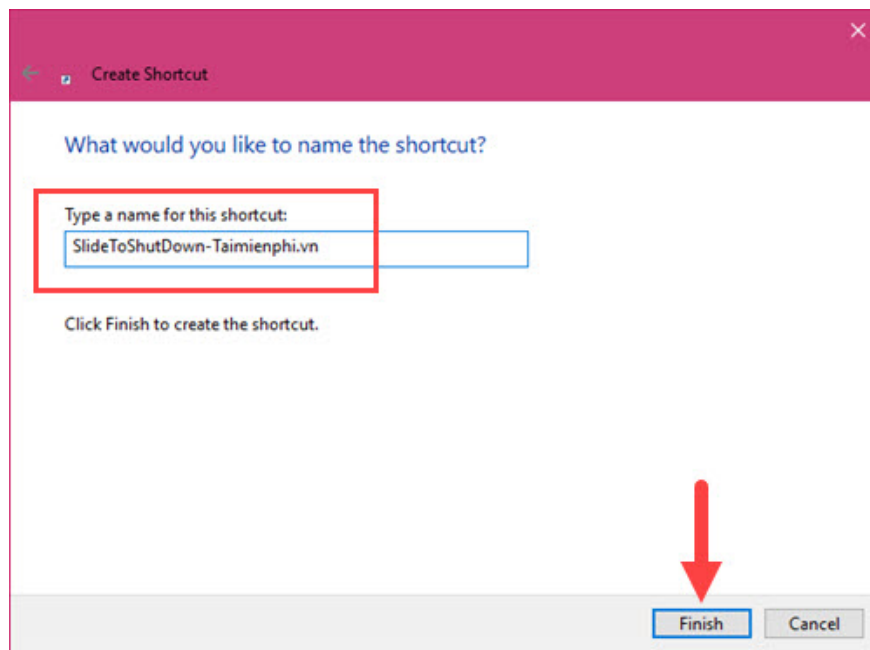 Create Shortcut
What would you like to name the shortcut?
Type a name for this shortcut:
SlideToShutDown-Taimienphi.vn
Click Finish to create the shortcut.
Finish Cancel